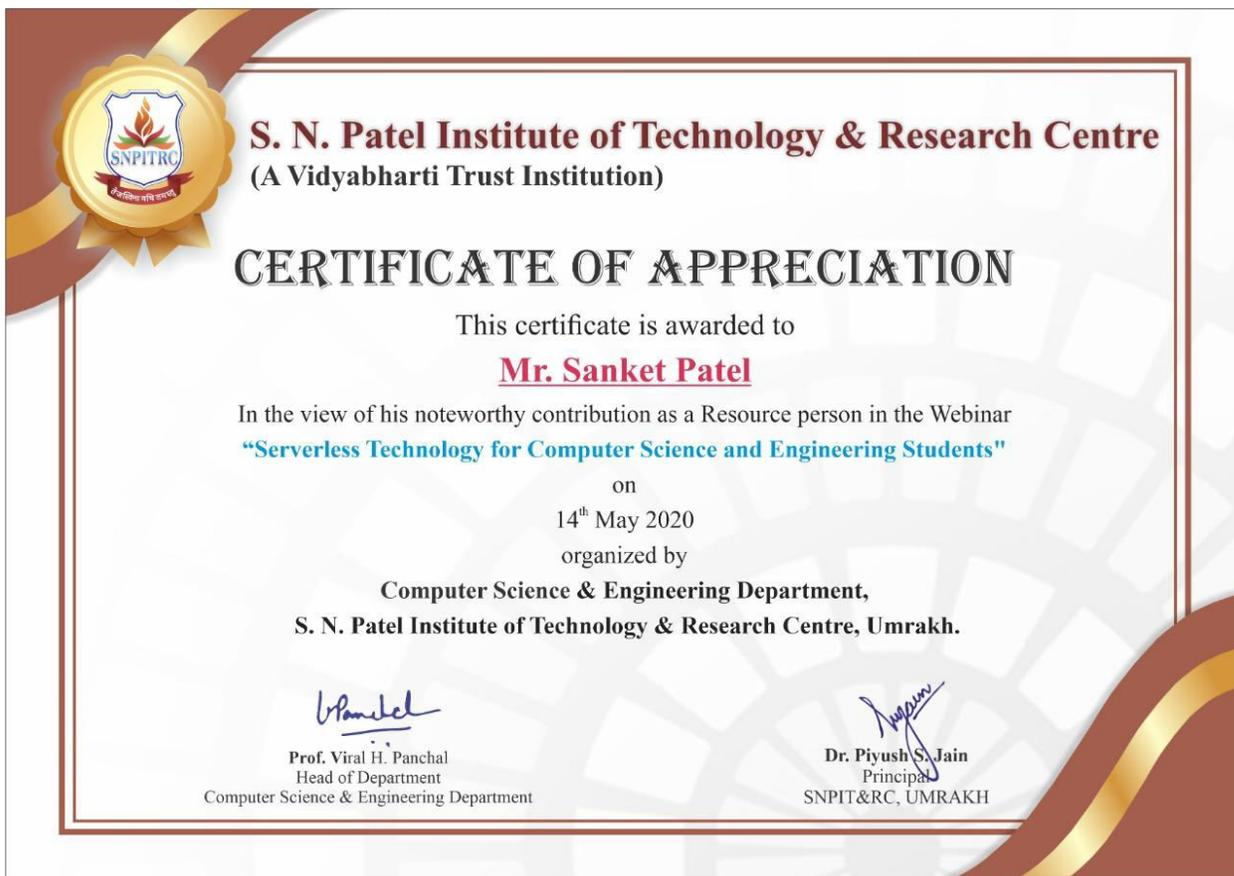 SNPITRC
S. N. Patel Institute of Technology & Research Centre
(A Vidyabharti Trust Institution)
CERTIFICATE OF APPRECIATION
This certificate is awarded to
Mr. Sanket Patel
In the view of his noteworthy contribution as a Resource person in the Webinar
“Serverless Technology for Computer Science and Engineering Students"
on
14th May 2020
organized by
Computer Science & Engineering Department,
S. N. Patel Institute of Technology & Research Centre, Umrakh.
Prof. Viral H. Panchal
Head of Department
Computer Science & Engineering Department
Dr. Piyush S. Jain
Principal
SNPIT&RC, UMRAKH